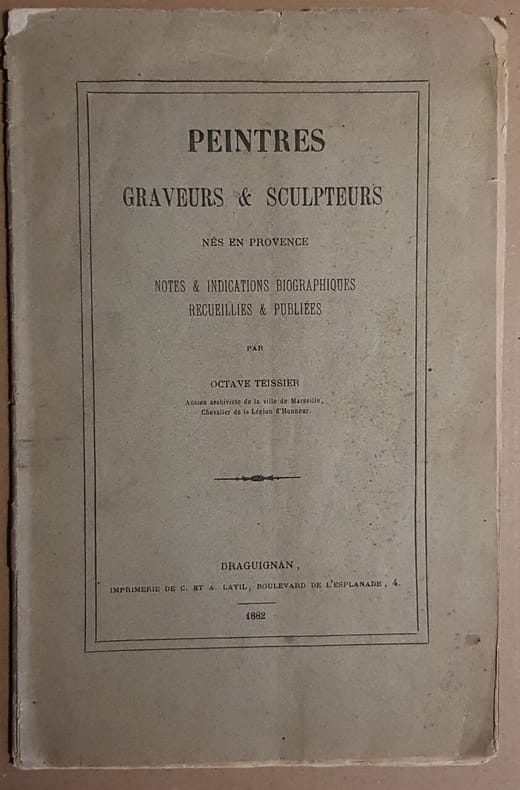 PEINTRES
GRAVEURS & SCULPTEURS
NÉS EN PROVENCE
NOTES & INDICATIONS BIOGRAPHIQUES
RECUEILLIES & PUBLIÉES
PAR
OCTAVE TEISSIER
Ancien archiviste de la ville de Marseille,
Chevalier de la Légion d'Honneur.
DRAGUIGNAN,
IMPRIMERIE DE C. ET A. LATIL, BOULEVARD DE L'ESPLANADE, 4.
1882